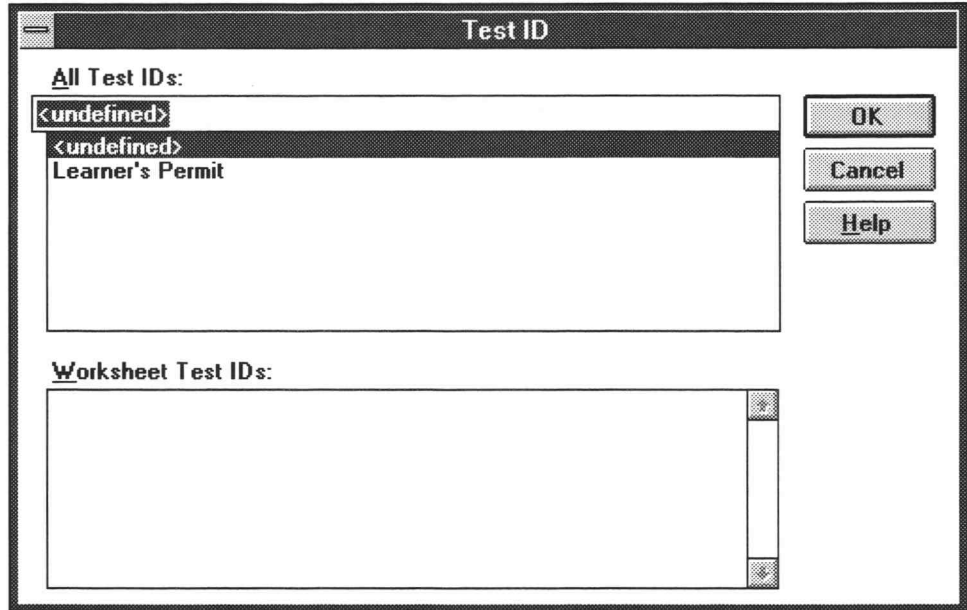 Test ID
All Test IDs:
<undefined>
<undefined>
Learner's Permit
OK
Cancel
Help
Worksheet Test IDs: